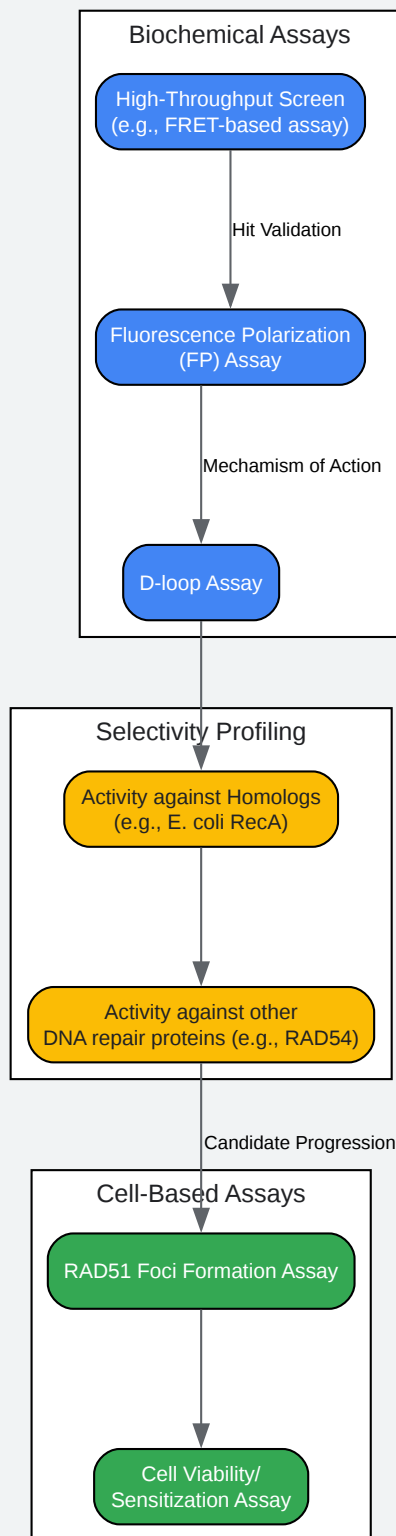 Biochemical Assays
High-Throughput Screen
(e.g., FRET-based assay)
Hit Validation
Fluorescence Polarization
(FP) Assay
Mechamism of Action
D-loop Assay
Selectivity Profiling
Activity against Homologs
(e.g., E. coli RecA)
Activity against other
DNA repair proteins (e.g., RAD54)
Candidate Progression
Cell-Based Assays
RAD51 Foci Formation Assay
Cell Viability/
Sensitization Assay